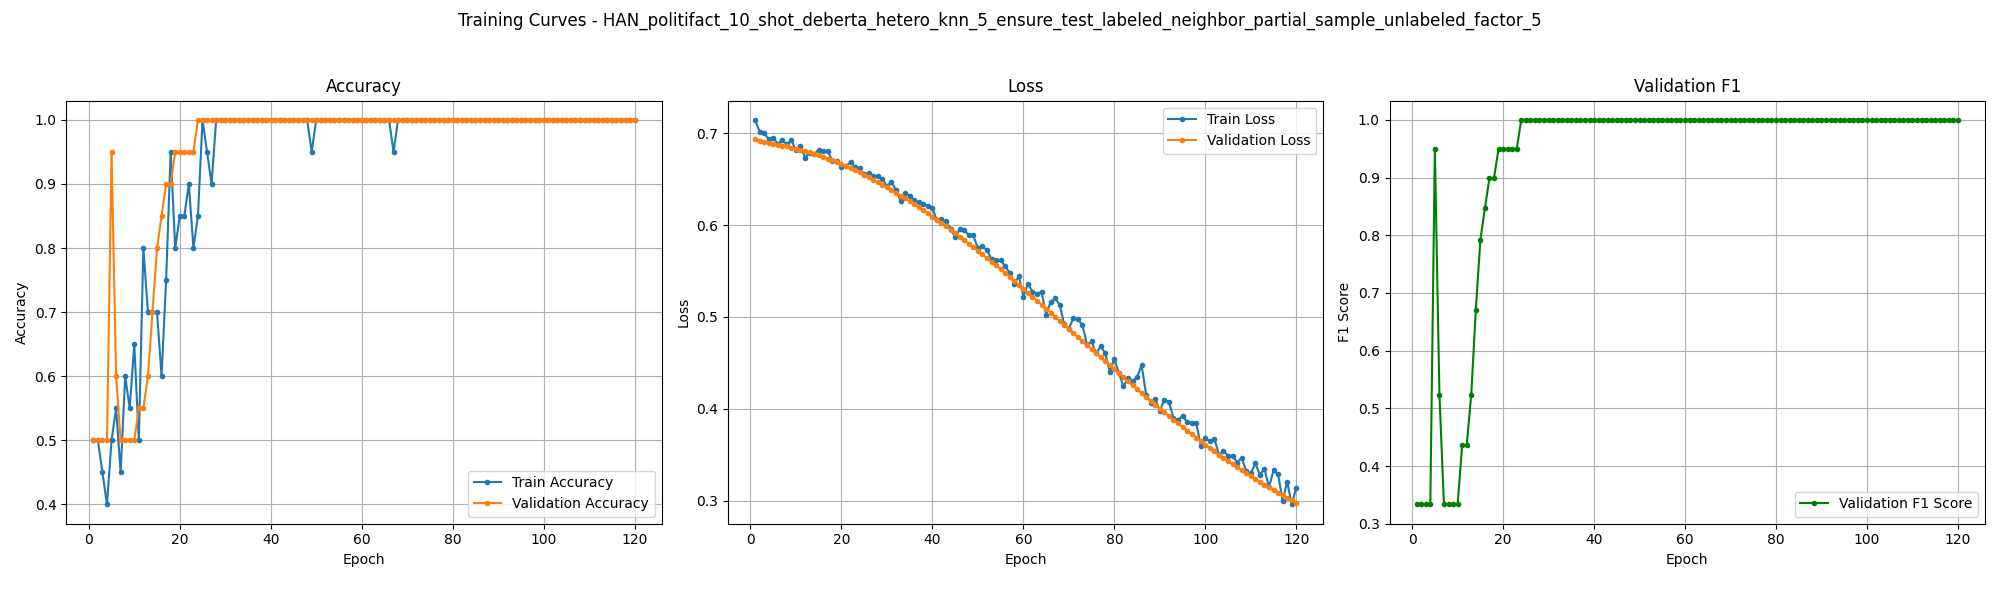 Training Curves - HAN_politifact_10_shot_deberta_hetero_knn_5_ensure_test_labeled_neighbor_partial_sample_unlabeled_factor_5
Accuracy
1.0
0.9
0.8
0.7
0.6
0.5
0.4
Accuracy
Train Accuracy
Validation Accuracy
0 20 40 60 80 100 120
Epoch
Loss
0.7
0.6
0.5
0.4
0.3
Loss
Train Loss
Validation Loss
0 20 40 60 80 100 120
Epoch
Validation F1
1.0
0.9
0.8
0.7
0.6
0.5
0.4
0.3
F1 Score
Validation F1 Score
0 20 40 60 80 100 120
Epoch